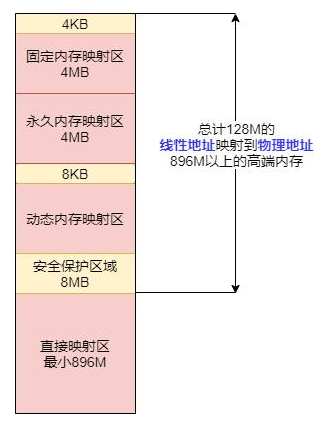 4KB
固定内存映射区
4MB
永久内存映射区
4MB
8KB
动态内存映射区
安全保护区域
8MB
直接映射区
最小896M
总计128M的
线性地址映射到物理地址
896M以上的高端内存